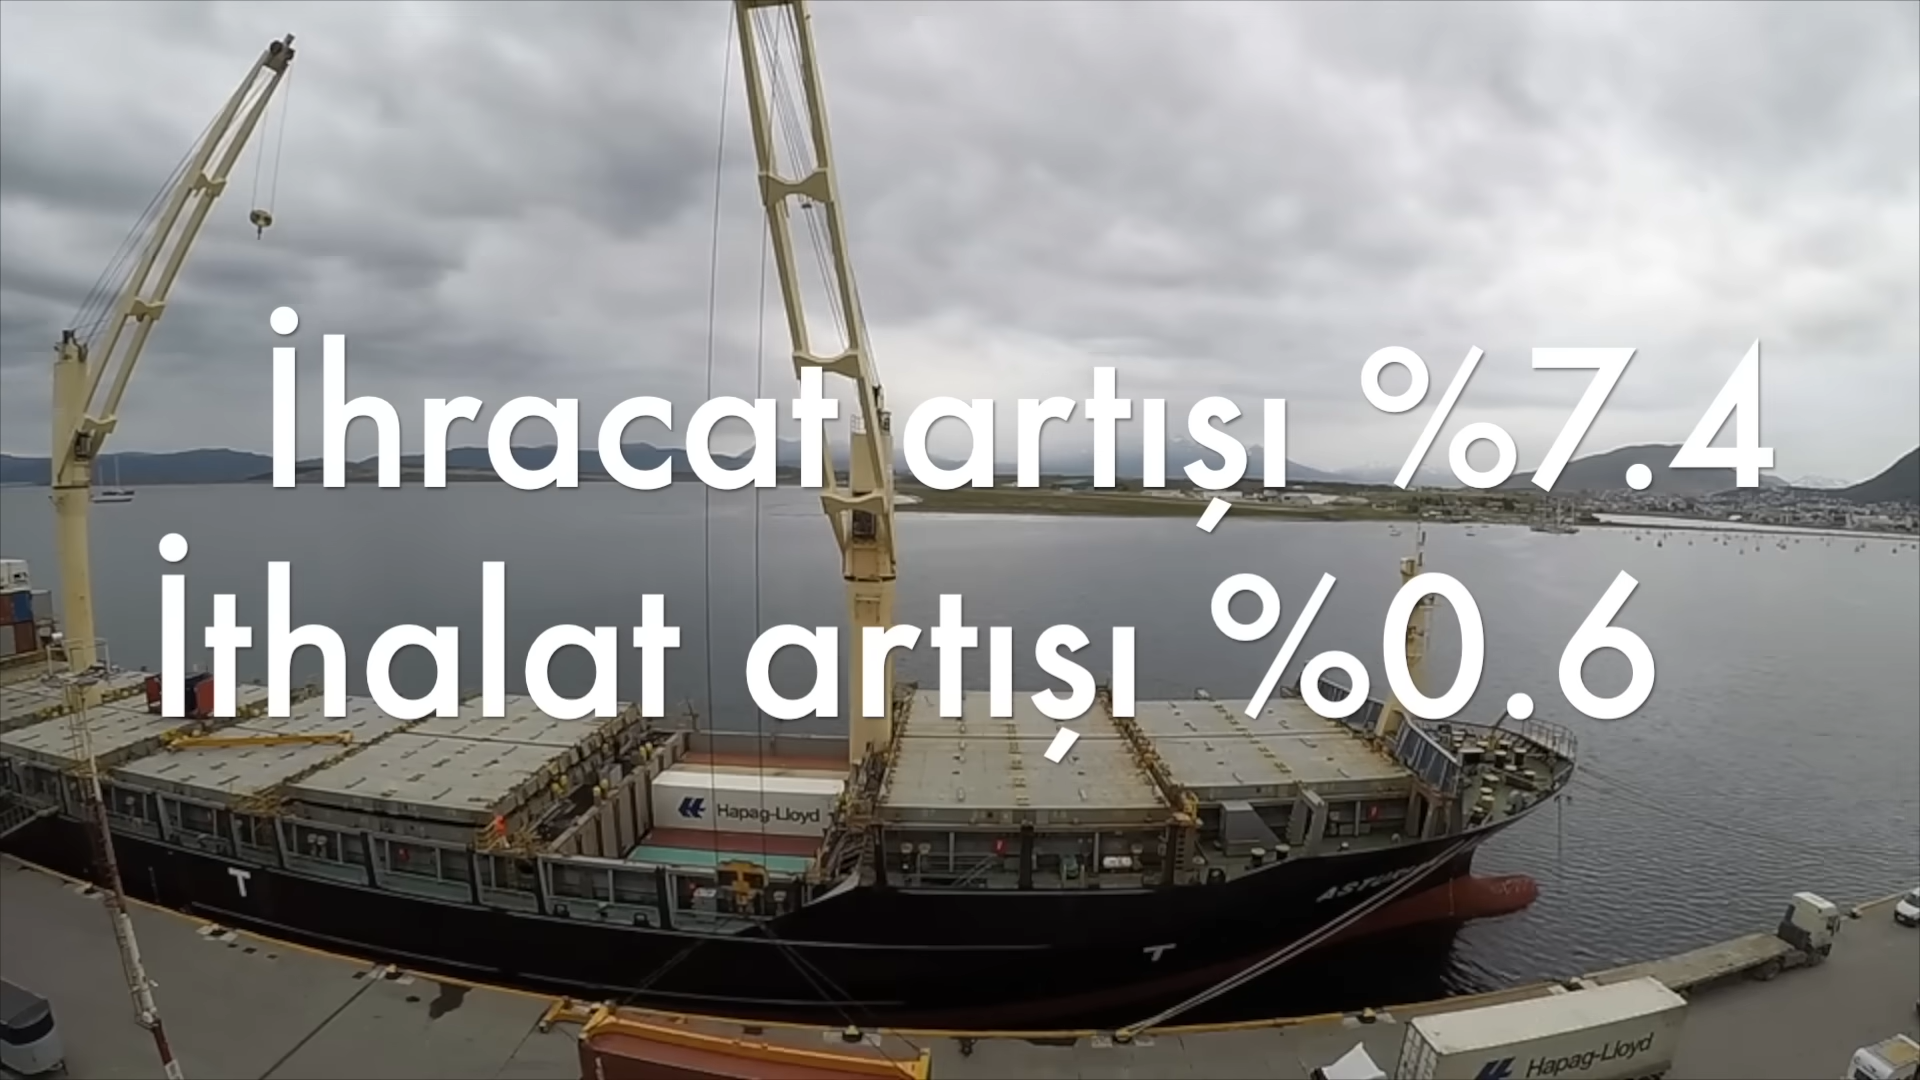 İhracat artışı %7.4
İthalat artışı %0.6
Hapag-Lloyd
T
T
Hapag-Lloyd